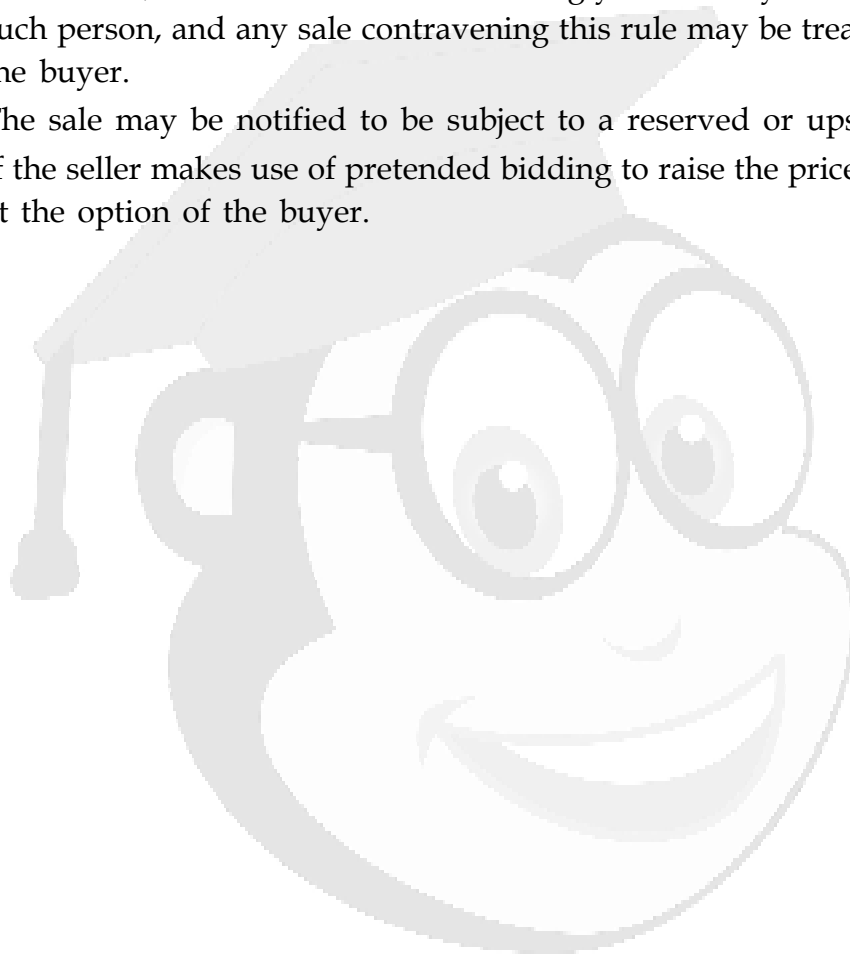 uch person, and any sale contravening this rule may be trea
he buyer.
he sale may be notified to be subject to a reserved or ups
f the seller makes use of pretended bidding to raise the price
t the option of the buyer.